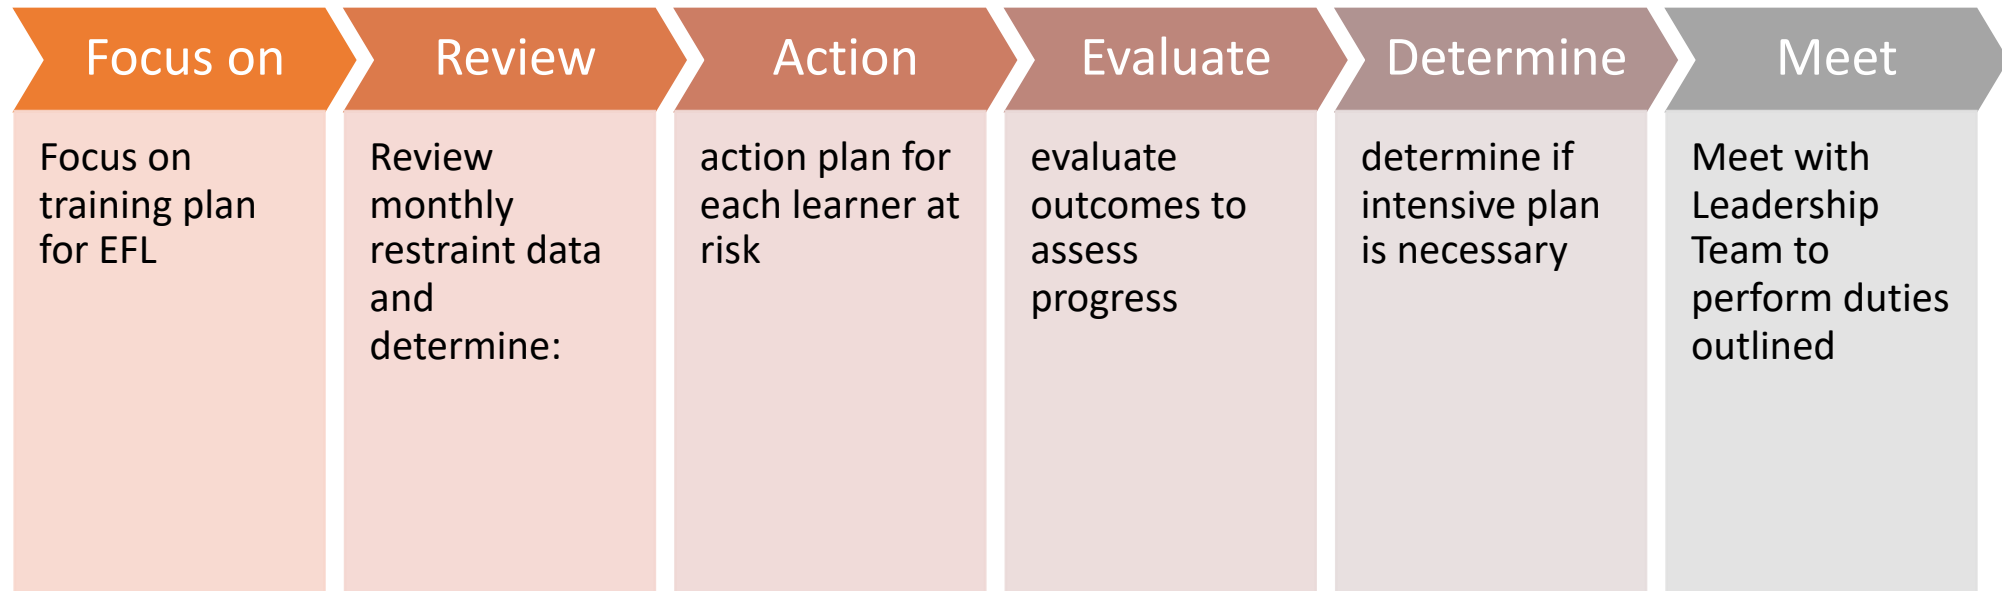 Focus on
Focus on
training plan
for EFL
Review
Review
monthly
restraint data
and
determine:
Action
action plan for
each learner at
risk
Evaluate
evaluate
outcomes to
assess
progress
Determine
determine if
intensive plan
is necessary
Meet
Meet with
Leadership
Team to
perform duties
outlined